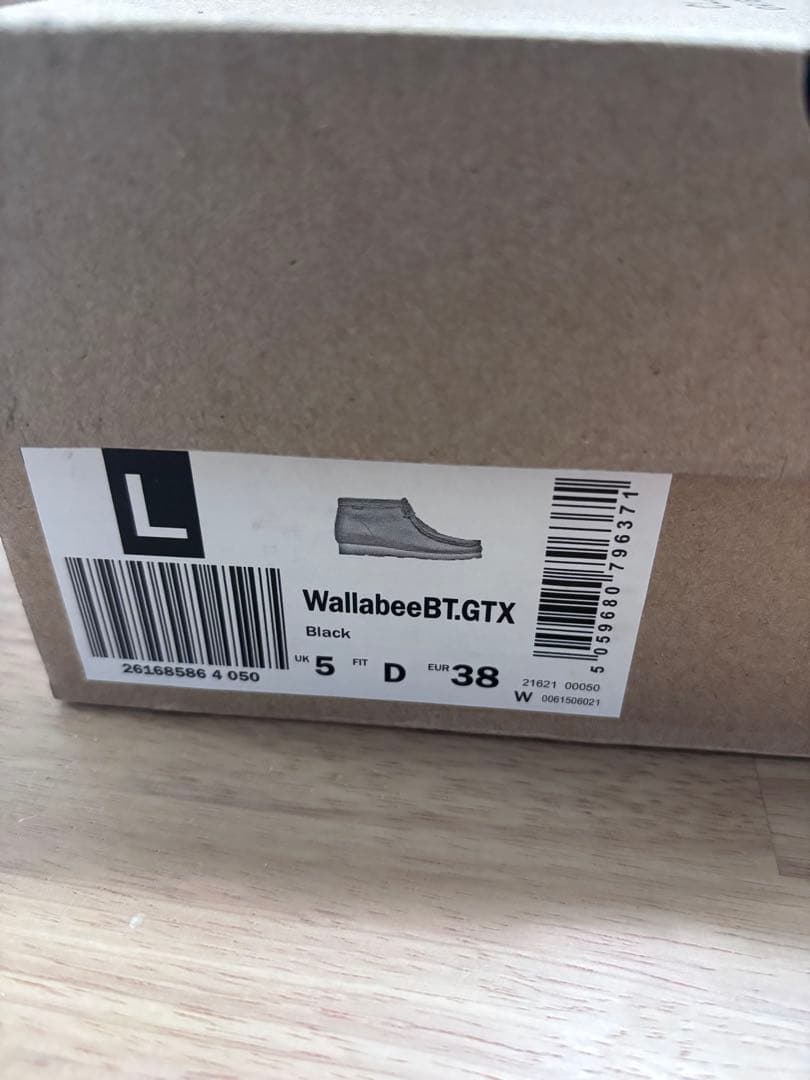 L
WallabeeBT.GTX
Black
26168586 4 050
UK 5 FIT D EUR 38
5 059680 796371
21621 00050
W 0061506021